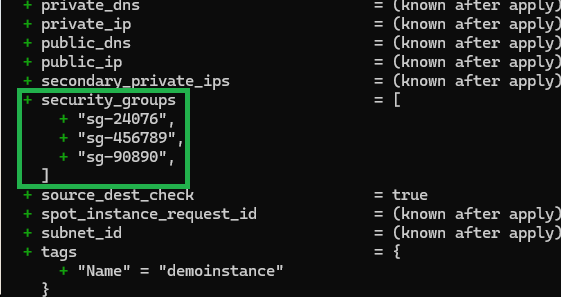 + private_dns = (known after apply)
+ private_ip = (known after apply)
+ public_dns = (known after apply)
+ public_ip = (known after apply)
+ secondary_private_ips = (known after apply)
+ security_groups = [
+ "sg-24076",
+ "sg-456789",
+ "sg-90890",
]
+ source_dest_check = true
+ spot_instance_request_id = (known after apply)
+ subnet_id = (known after apply)
+ tags = {
+ "Name" = "demoinstance"
}